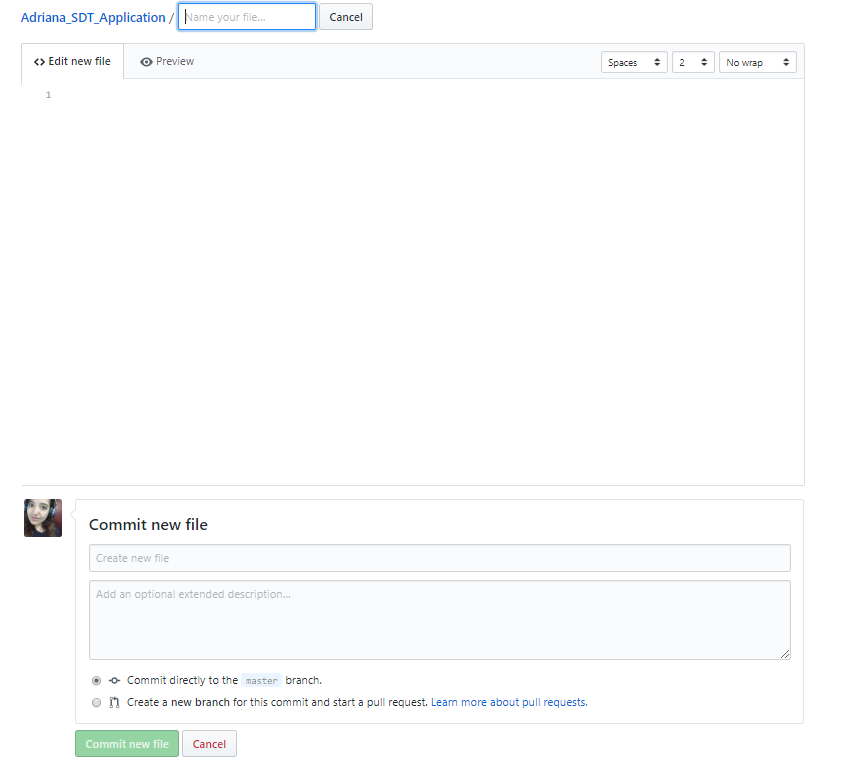 Adriana_SDT_Application / Name your file... Cancel
<> Edit new file Preview Spaces 2 No wrap
1
Commit new file
Create new file
Add an optional extended description...
Commit directly to the master branch.
Create a new branch for this commit and start a pull request. Learn more about pull requests.
Commit new file Cancel